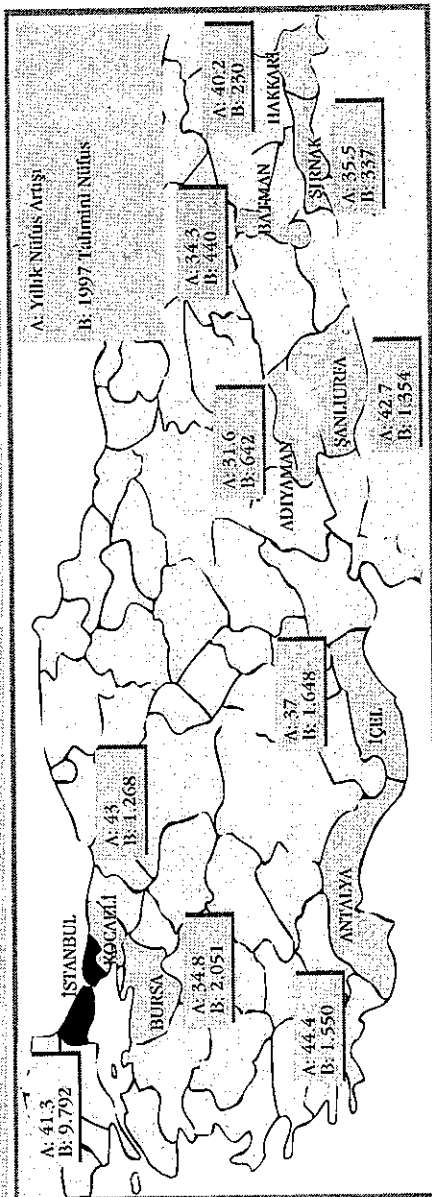 A: Yıllık Nüfus Artışı
B: 1997 Tahmini Nüfus
A: 41.3
B: 9.792
İSTANBUL
KOCAELİ
A: 43
B: 1.268
BURSA
A: 34.8
B: 2.051
A: 44.4
B: 1.550
ANTALYA
A: 37
B: 1.648
İÇEL
A: 31.6
B: 642
ADIYAMAN
ŞANLIURFA
A: 42.7
B: 1.354
A: 34.3
B: 440
BATMAN
A: 40.2
B: 230
HAKKARİ
ŞIRNAK
A: 35.5
B: 337